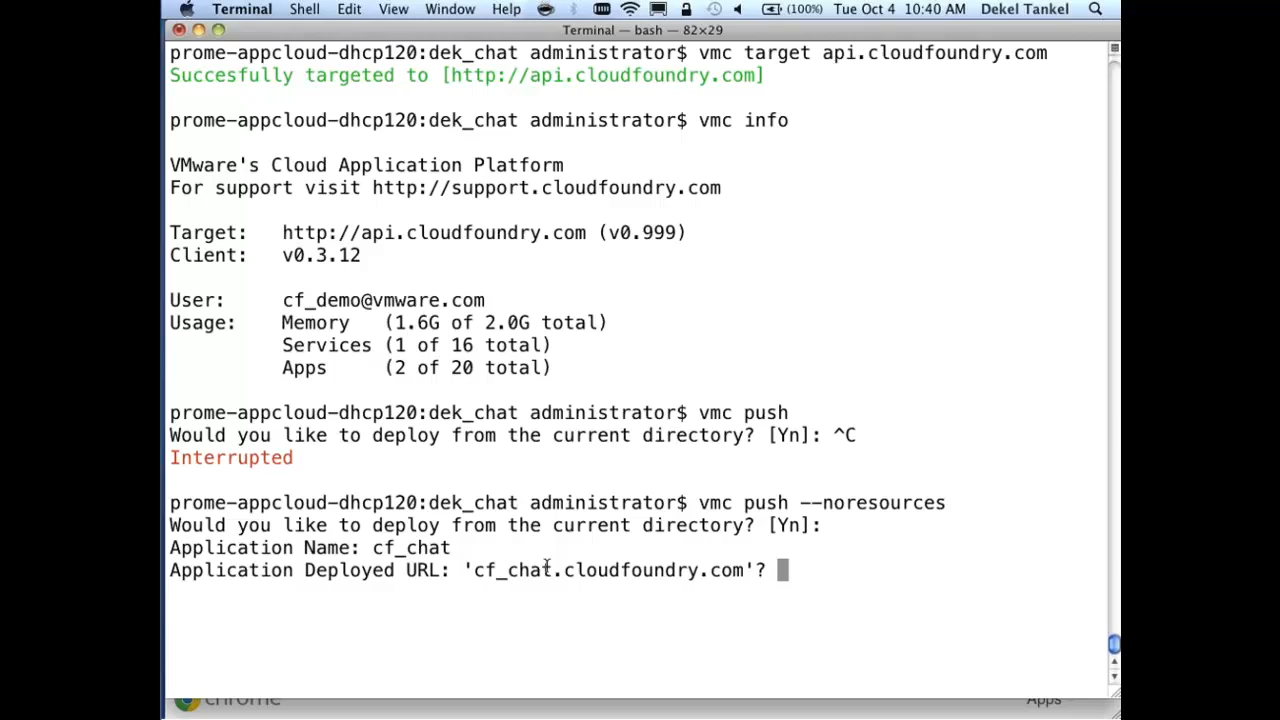 Terminal Shell Edit View Window Help (100%) Tue Oct 4 10:40 AM Dekel Tankel
Terminal — bash — 82×29
prome-appcloud-dhcp120:dek_chat administrator$ vmc target api.cloudfoundry.com
Succesfully targeted to [http://api.cloudfoundry.com]
prome-appcloud-dhcp120:dek_chat administrator$ vmc info
VMware's Cloud Application Platform
For support visit http://support.cloudfoundry.com
Target: http://api.cloudfoundry.com (v0.999)
Client: v0.3.12
User: cf_demo@vmware.com
Usage: Memory (1.6G of 2.0G total)
Services (1 of 16 total)
Apps (2 of 20 total)
prome-appcloud-dhcp120:dek_chat administrator$ vmc push
Would you like to deploy from the current directory? [Yn]: ^C
Interrupted
prome-appcloud-dhcp120:dek_chat administrator$ vmc push --noresources
Would you like to deploy from the current directory? [Yn]:
Application Name: cf_chat
Application Deployed URL: 'cf_chat.cloudfoundry.com'?
chrome Apps